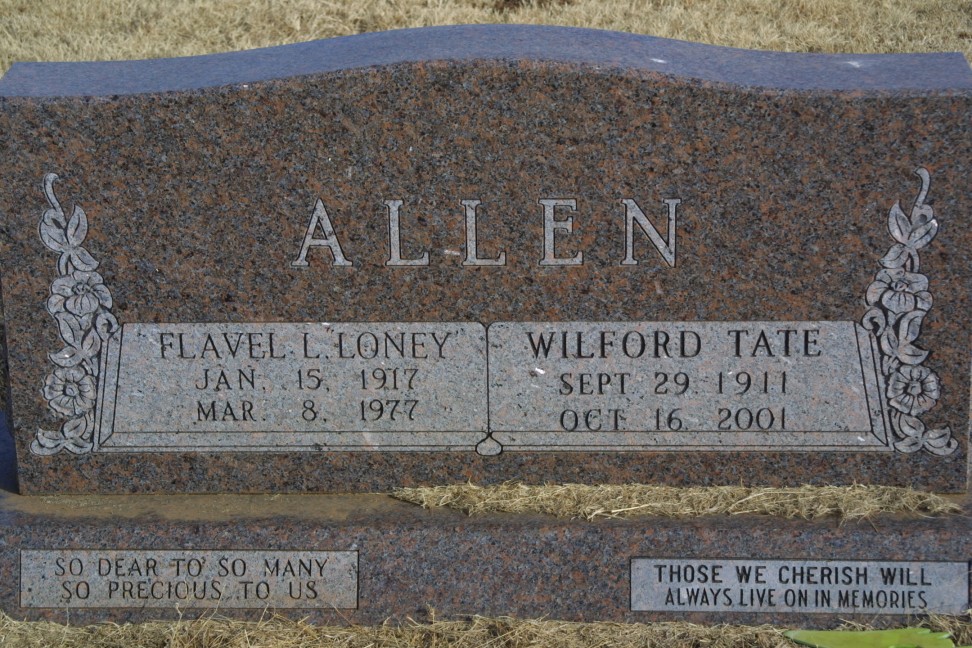 ALLEN
FLAVEL L. "LONEY"
JAN. 15, 1917
MAR. 8, 1977
WILFORD TATE
SEPT. 29, 1911
OCT. 16, 2001
SO DEAR TO SO MANY
SO PRECIOUS TO US
THOSE WE CHERISH WILL
ALWAYS LIVE ON IN MEMORIES